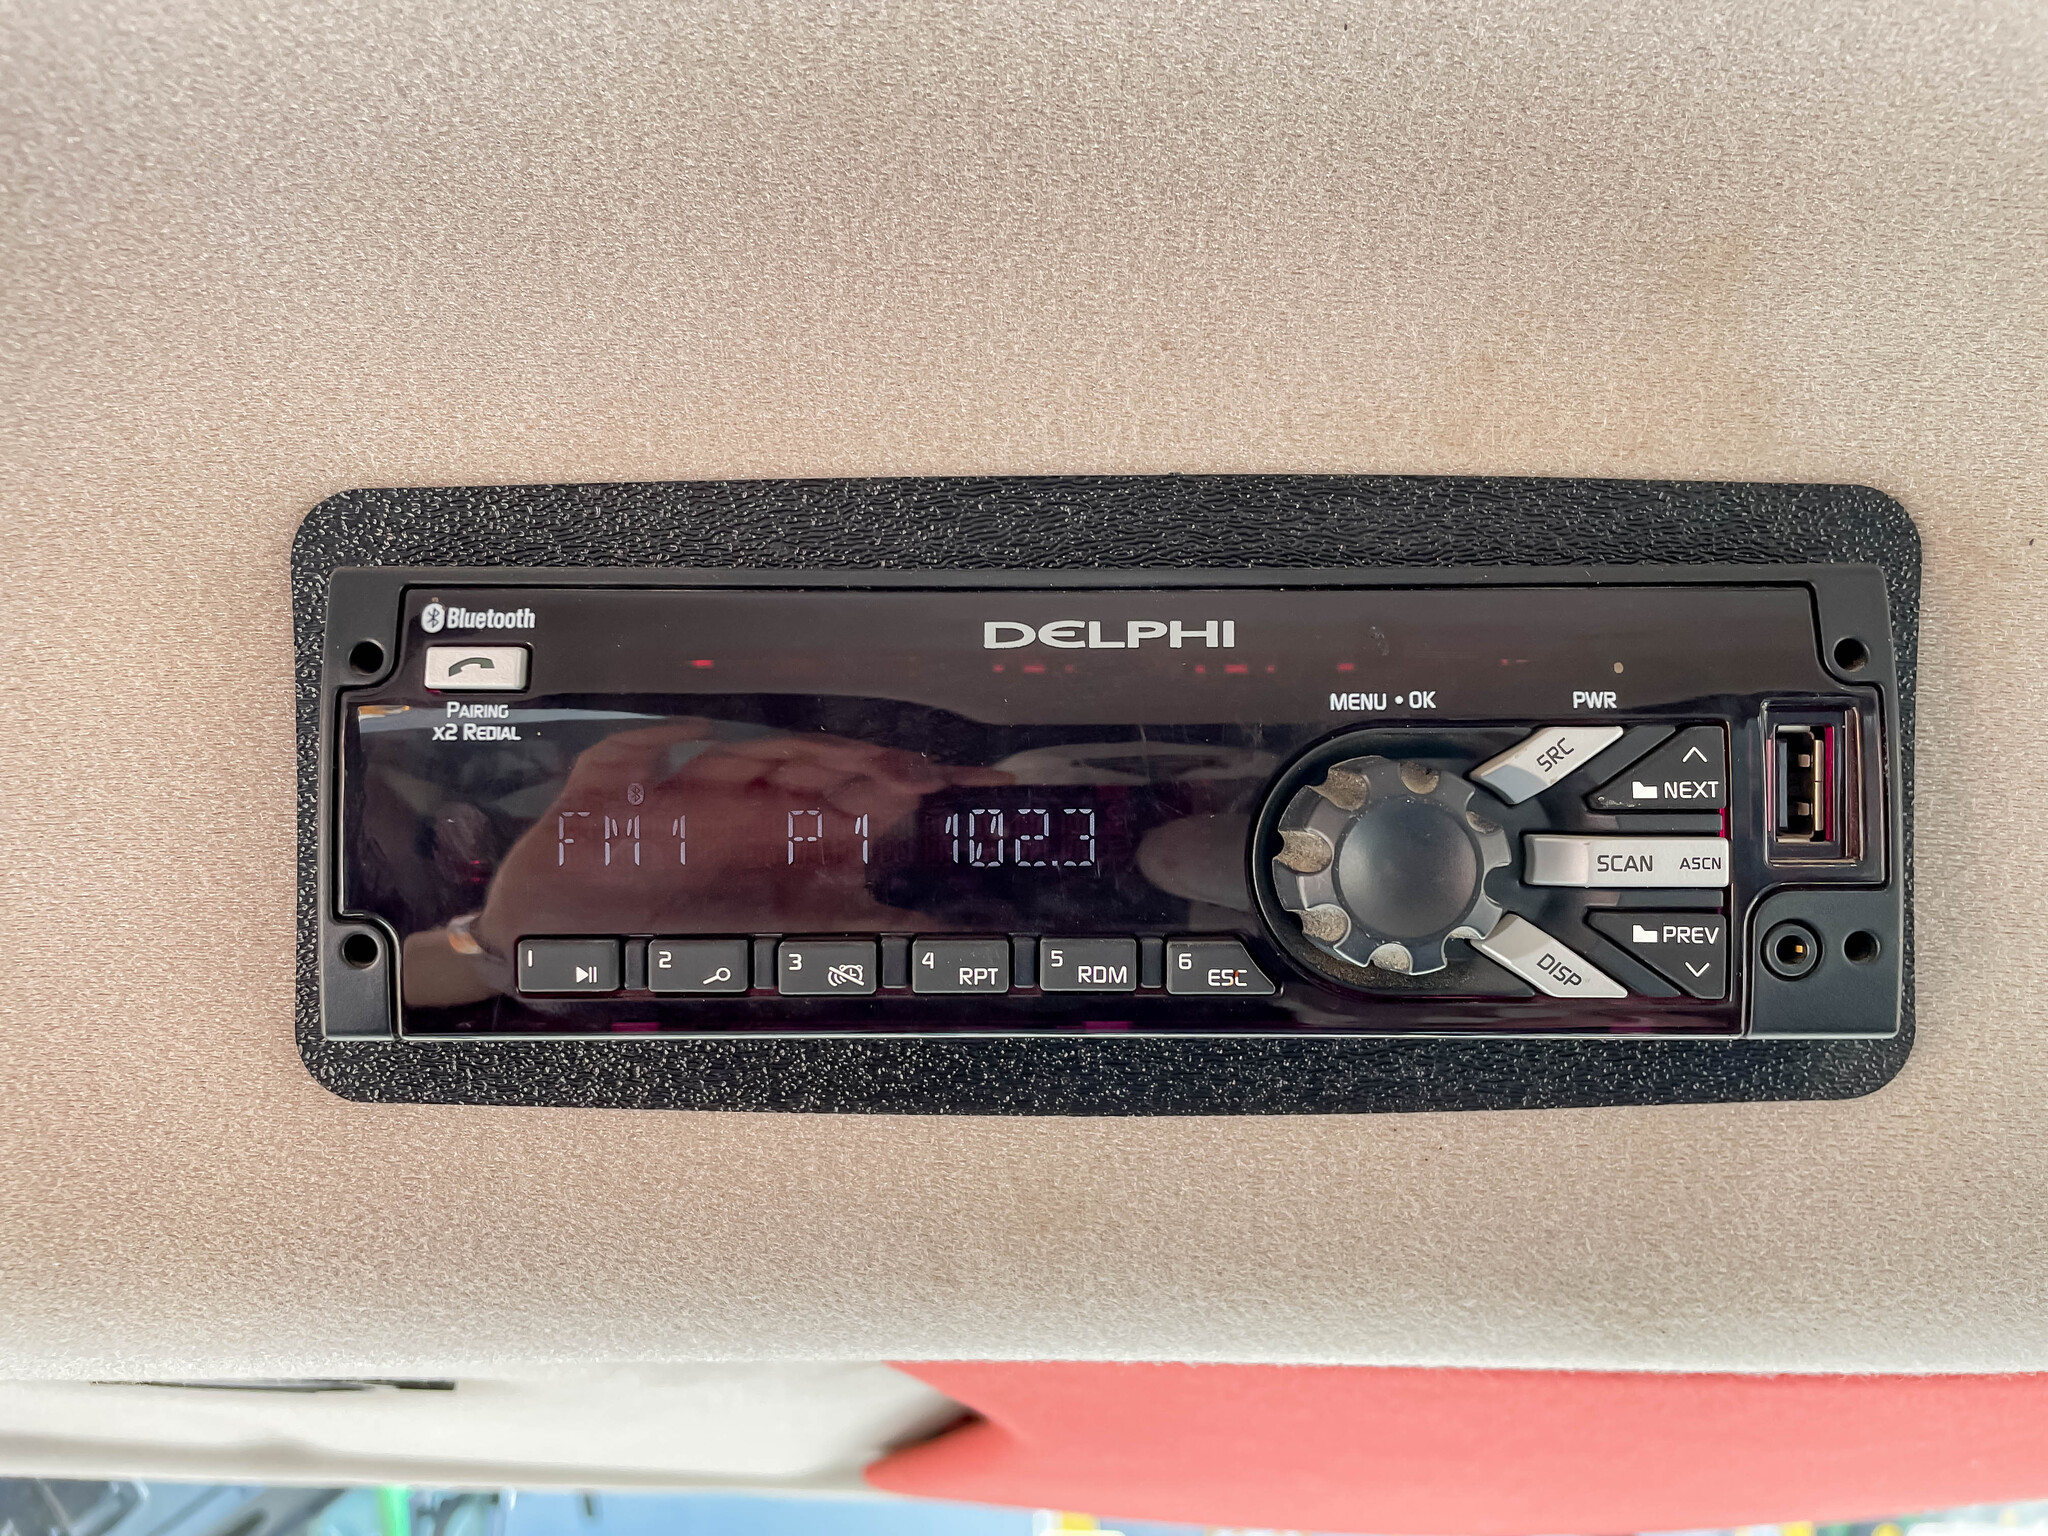 Bluetooth
DELPHI
PAIRING
x2 REDIAL
MENU • OK
PWR
SRC
NEXT
FM1 P1 102.3
SCAN ASCN
PREV
DISP
1
2
3
4 RPT
5 RDM
6 ESC